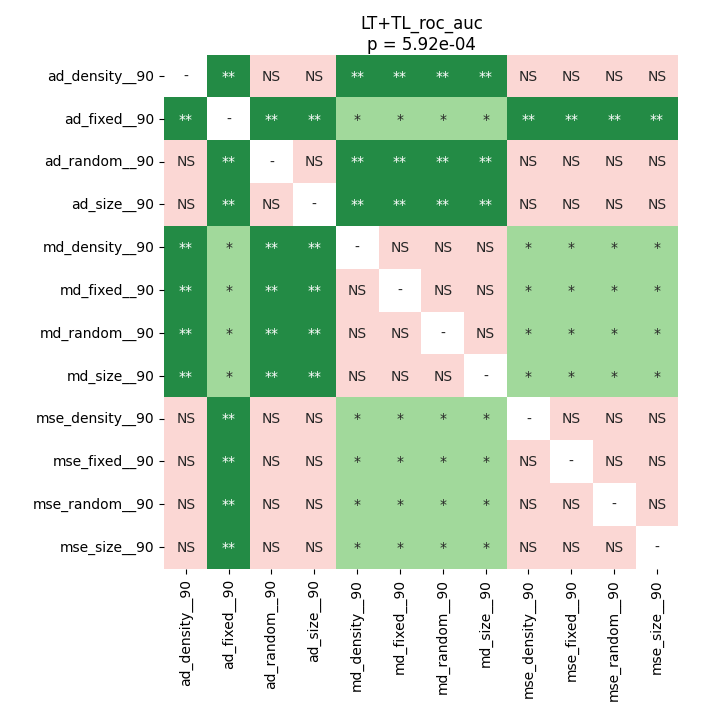 LT+TL_roc_auc
p = 5.92e-04
ad_density__90 - ** NS NS ** ** ** ** NS NS NS NS
ad_fixed__90 ** - ** ** * * * * ** ** ** **
ad_random__90 NS ** - NS ** ** ** ** NS NS NS NS
ad_size__90 NS ** NS - ** ** ** ** NS NS NS NS
md_density__90 ** * ** ** - NS NS NS * * * *
md_fixed__90 ** * ** ** NS - NS NS * * * *
md_random__90 ** * ** ** NS NS - NS * * * *
md_size__90 ** * ** ** NS NS NS - * * * *
mse_density__90 NS ** NS NS * * * * - NS NS NS
mse_fixed__90 NS ** NS NS * * * * NS - NS NS
mse_random__90 NS ** NS NS * * * * NS NS - NS
mse_size__90 NS ** NS NS * * * * NS NS NS -
ad_density__90
ad_fixed__90
ad_random__90
ad_size__90
md_density__90
md_fixed__90
md_random__90
md_size__90
mse_density__90
mse_fixed__90
mse_random__90
mse_size__90